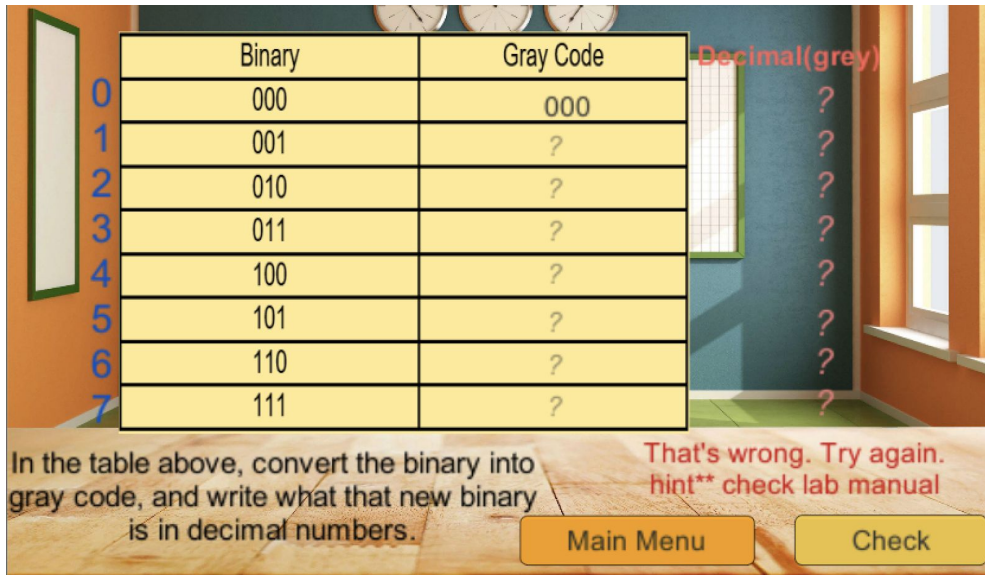 Binary Gray Code Decimal(grey)
0 000 000 ?
1 001 ? ?
2 010 ? ?
3 011 ? ?
4 100 ? ?
5 101 ? ?
6 110 ? ?
7 111 ? ?
In the table above, convert the binary into
gray code, and write what that new binary
is in decimal numbers.
That's wrong. Try again.
hint** check lab manual
Main Menu
Check